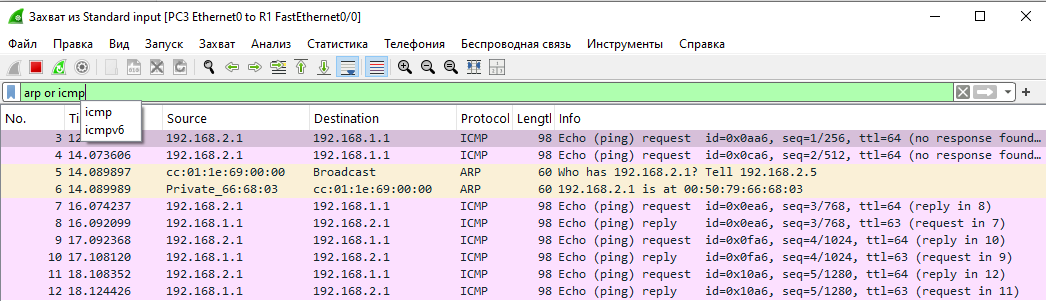 Захват из Standard input [PC3 Ethernet0 to R1 FastEthernet0/0]
Файл Правка Вид Запуск Захват Анализ Статистика Телефония Беспроводная связь Инструменты Справка
arp or icmp
icmp
icmpv6
No. Ti Source Destination Protocol Lengtl Info
3 12 192.168.2.1 192.168.1.1 ICMP 98 Echo (ping) request id=0x0aa6, seq=1/256, ttl=64 (no response found…
4 14.073606 192.168.2.1 192.168.1.1 ICMP 98 Echo (ping) request id=0x0ca6, seq=2/512, ttl=64 (no response found…
5 14.089897 cc:01:1e:69:00:00 Broadcast ARP 60 Who has 192.168.2.1? Tell 192.168.2.5
6 14.089989 Private_66:68:03 cc:01:1e:69:00:00 ARP 60 192.168.2.1 is at 00:50:79:66:68:03
7 16.074237 192.168.2.1 192.168.1.1 ICMP 98 Echo (ping) request id=0x0ea6, seq=3/768, ttl=64 (reply in 8)
8 16.092099 192.168.1.1 192.168.2.1 ICMP 98 Echo (ping) reply id=0x0ea6, seq=3/768, ttl=63 (request in 7)
9 17.092368 192.168.2.1 192.168.1.1 ICMP 98 Echo (ping) request id=0x0fa6, seq=4/1024, ttl=64 (reply in 10)
10 17.108120 192.168.1.1 192.168.2.1 ICMP 98 Echo (ping) reply id=0x0fa6, seq=4/1024, ttl=63 (request in 9)
11 18.108352 192.168.2.1 192.168.1.1 ICMP 98 Echo (ping) request id=0x10a6, seq=5/1280, ttl=64 (reply in 12)
12 18.124426 192.168.1.1 192.168.2.1 ICMP 98 Echo (ping) reply id=0x10a6, seq=5/1280, ttl=63 (request in 11)